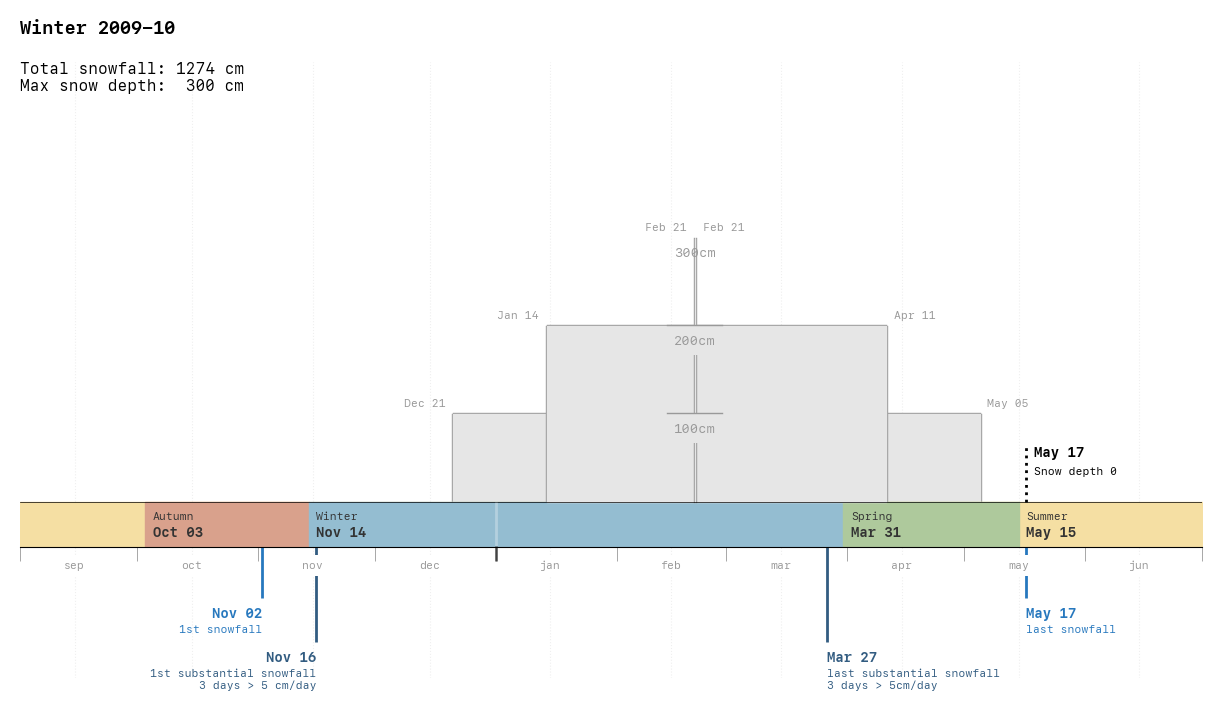 Winter 2009–10
Total snowfall: 1274 cm
Max snow depth: 300 cm
Feb 21 Feb 21
300cm
Jan 14
Apr 11
200cm
Dec 21
May 05
100cm
May 17
Snow depth 0
Autumn
Oct 03
Winter
Nov 14
Spring
Mar 31
Summer
May 15
sep oct nov dec jan feb mar apr may jun
Nov 02
1st snowfall
May 17
last snowfall
Nov 16
1st substantial snowfall
3 days > 5 cm/day
Mar 27
last substantial snowfall
3 days > 5cm/day